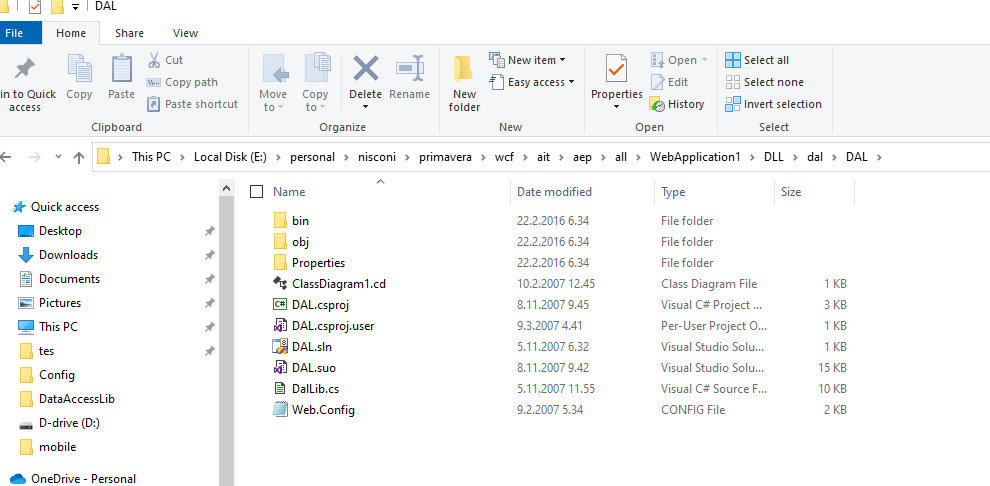 DAL
File Home Share View
in to Quick access
Copy
Paste
Cut
Copy path
Paste shortcut
Clipboard
Move to
Copy to
Delete
Rename
Organize
New folder
New item
Easy access
New
Properties
Open
Edit
History
Open
Select all
Select none
Invert selection
Select
This PC > Local Disk (E:) > personal > nisconi > primavera > wcf > ait > aep > all > WebApplication1 > DLL > dal > DAL >
Quick access
Desktop
Downloads
Documents
Pictures
This PC
tes
Config
DataAccessLib
D-drive (D:)
mobile
OneDrive - Personal
Name Date modified Type Size
bin 22.2.2016 6.34 File folder
obj 22.2.2016 6.34 File folder
Properties 22.2.2016 6.34 File folder
ClassDiagram1.cd 10.2.2007 12.45 Class Diagram File 1 KB
DAL.csproj 8.11.2007 9.45 Visual C# Project ... 3 KB
DAL.csproj.user 9.3.2007 4.41 Per-User Project O... 1 KB
DAL.sln 5.11.2007 6.32 Visual Studio Solu... 1 KB
DAL.suo 8.11.2007 9.42 Visual Studio Solu... 15 KB
DalLib.cs 5.11.2007 11.55 Visual C# Source F... 10 KB
Web.Config 9.2.2007 5.34 CONFIG File 2 KB